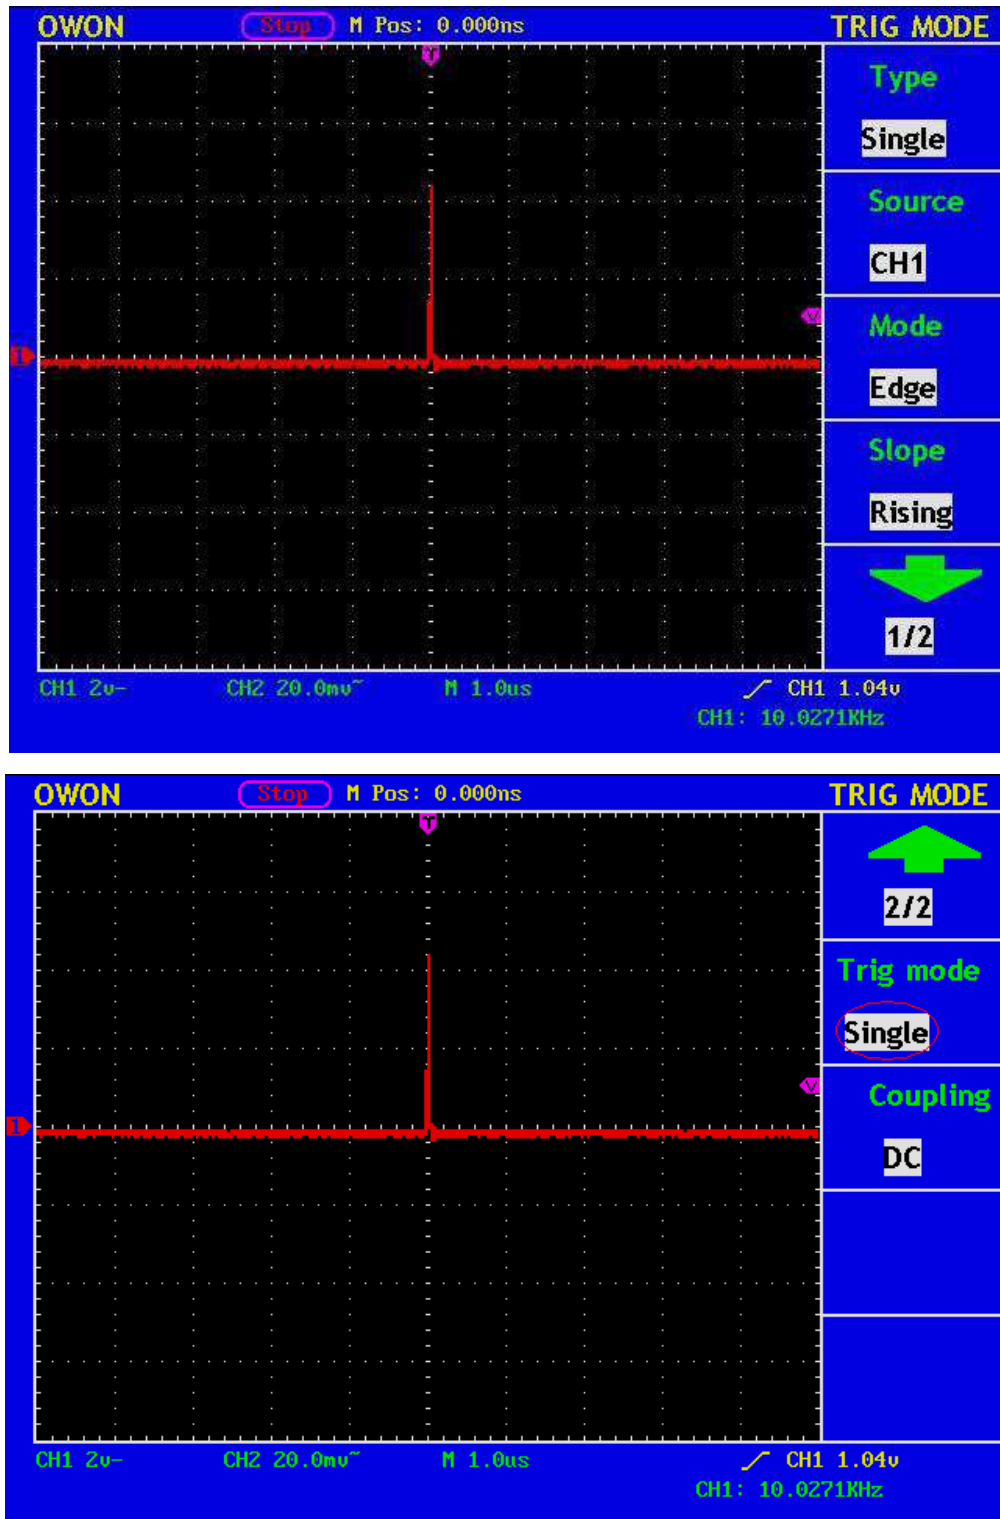 OWON Stop M Pos: 0.000ns TRIG MODE
T
Type
Single
Source
CH1
V
Mode
1
Edge
Slope
Rising
1/2
CH1 2v- CH2 20.0mv~ M 1.0us CH1 1.04v
CH1: 10.0271KHz
OWON Stop M Pos: 0.000ns TRIG MODE
T
2/2
Trig mode
Single
V
Coupling
1
DC
CH1 2v- CH2 20.0mv~ M 1.0us CH1 1.04v
CH1: 10.0271KHz